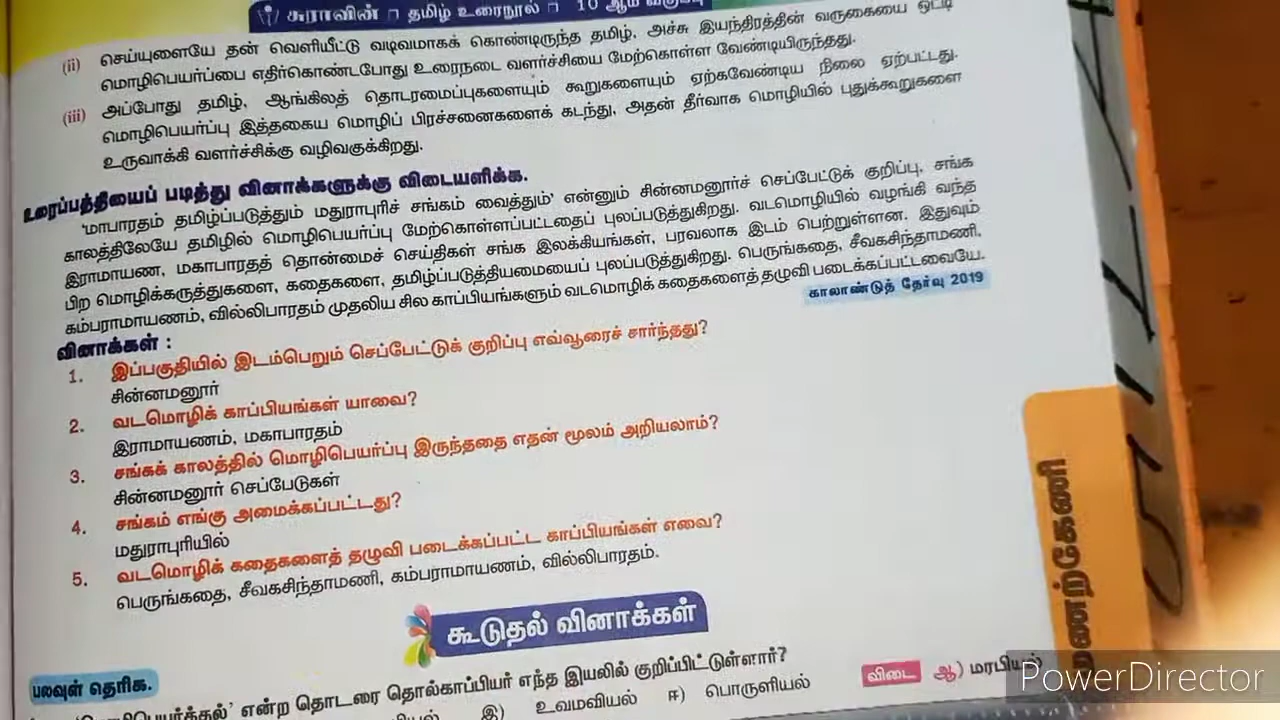 சுராவின் □ தமிழ் உரைநூல் □ 10 ஆம் வகுப்பு
(ii) செய்யுளையே தன் வெளியீட்டு வடிவமாகக் கொண்டிருந்த தமிழ், அச்சு இயந்திரத்தின் வருகையை ஒட்டி
மொழிபெயர்ப்பை எதிர்கொண்டபோது உரைநடை வளர்ச்சியை மேற்கொள்ள வேண்டியிருந்தது.
(iii) அப்போது தமிழ், ஆங்கிலத் தொடரமைப்புகளையும் கூறுகளையும் ஏற்கவேண்டிய நிலை ஏற்பட்டது.
மொழிபெயர்ப்பு இத்தகைய மொழிப் பிரச்சனைகளைக் கடந்து, அதன் தீர்வாக மொழியில் புதுக்கூறுகளை
உருவாக்கி வளர்ச்சிக்கு வழிவகுக்கிறது.
உரைப்பத்தியைப் படித்து வினாக்களுக்கு விடையளிக்க.
'மாபாரதம் தமிழ்ப்படுத்தும் மதுராபுரிச் சங்கம் வைத்தும்' என்னும் சின்னமனூர்ச் செப்பேட்டுக் குறிப்பு, சங்க
காலத்திலேயே தமிழில் மொழிபெயர்ப்பு மேற்கொள்ளப்பட்டதைப் புலப்படுத்துகிறது. வடமொழியில் வழங்கி வந்த
இராமாயண, மகாபாரதத் தொன்மைச் செய்திகள் சங்க இலக்கியங்கள், பரவலாக இடம் பெற்றுள்ளன. இதுவும்
பிற மொழிக்கருத்துகளை, கதைகளை, தமிழ்ப்படுத்தியமையைப் புலப்படுத்துகிறது. பெருங்கதை, சீவகசிந்தாமணி,
கம்பராமாயணம், வில்லிபாரதம் முதலிய சில காப்பியங்களும் வடமொழிக் கதைகளைத் தழுவி படைக்கப்பட்டவையே.
காலாண்டுத் தேர்வு 2019
வினாக்கள் :
1. இப்பகுதியில் இடம்பெறும் செப்பேட்டுக் குறிப்பு எவ்வூரைச் சார்ந்தது?
சின்னமனூர்
2. வடமொழிக் காப்பியங்கள் யாவை?
இராமாயணம், மகாபாரதம்
3. சங்கக் காலத்தில் மொழிபெயர்ப்பு இருந்ததை எதன் மூலம் அறியலாம்?
சின்னமனூர் செப்பேடுகள்
4. சங்கம் எங்கு அமைக்கப்பட்டது?
மதுராபுரியில்
5. வடமொழிக் கதைகளைத் தழுவி படைக்கப்பட்ட காப்பியங்கள் எவை?
பெருங்கதை, சீவகசிந்தாமணி, கம்பராமாயணம், வில்லிபாரதம்.
கூடுதல் வினாக்கள்
பலவுள் தெரிக.
என்ற தொடரை தொல்காப்பியர் எந்த இயலில் குறிப்பிட்டுள்ளார்?
விடை ஆ) மரபியல்
இ) உவமவியல் ஈ) பொருளியல்
மணற்கேணி
PowerDirector